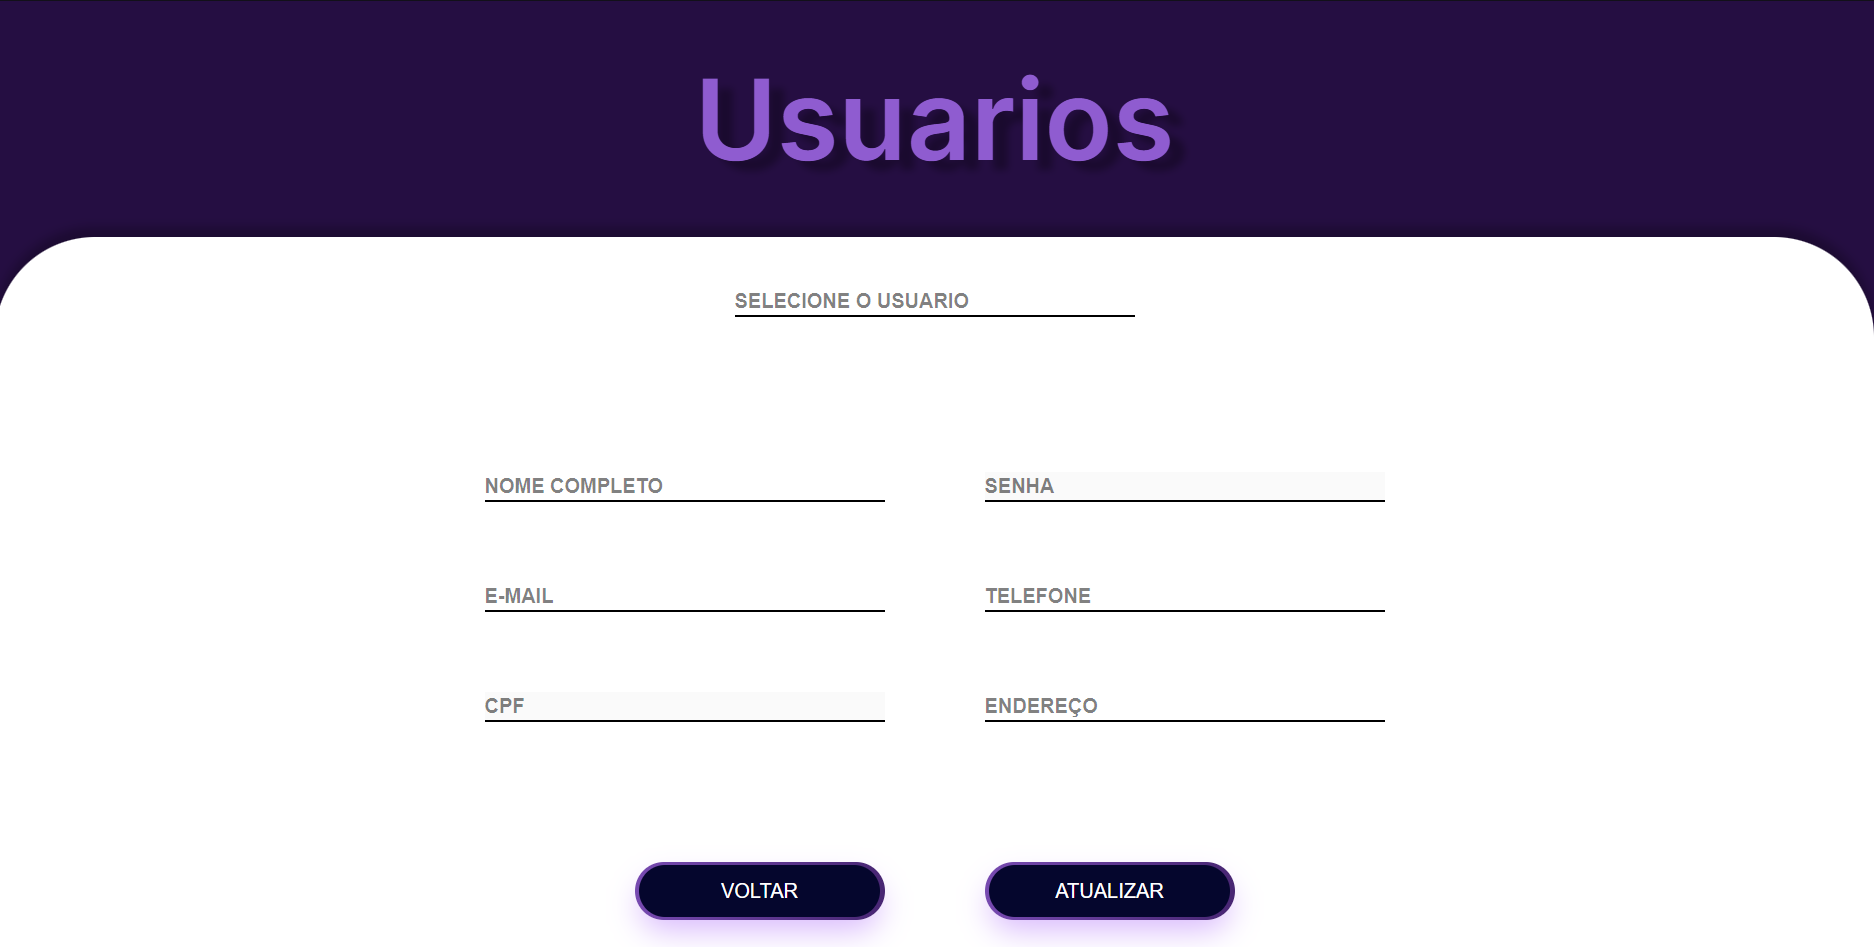 Usuarios
SELECIONE O USUARIO
NOME COMPLETO
SENHA
E-MAIL
TELEFONE
CPF
ENDEREÇO
VOLTAR
ATUALIZAR